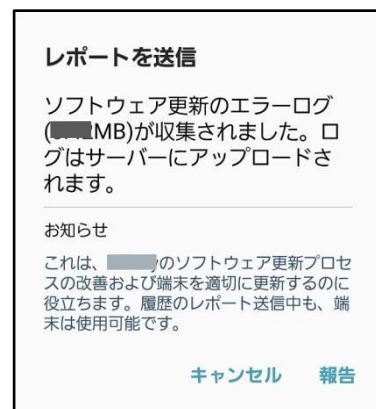 レポートを送信
ソフトウェア更新のエラーログ
(MB)が収集されました。ロ
グはサーバーにアップロードさ
れます。
お知らせ
これは、のソフトウェア更新プロセ
スの改善および端末を適切に更新するのに
役立ちます。履歴のレポート送信中も、端
末は使用可能です。
キャンセル 報告